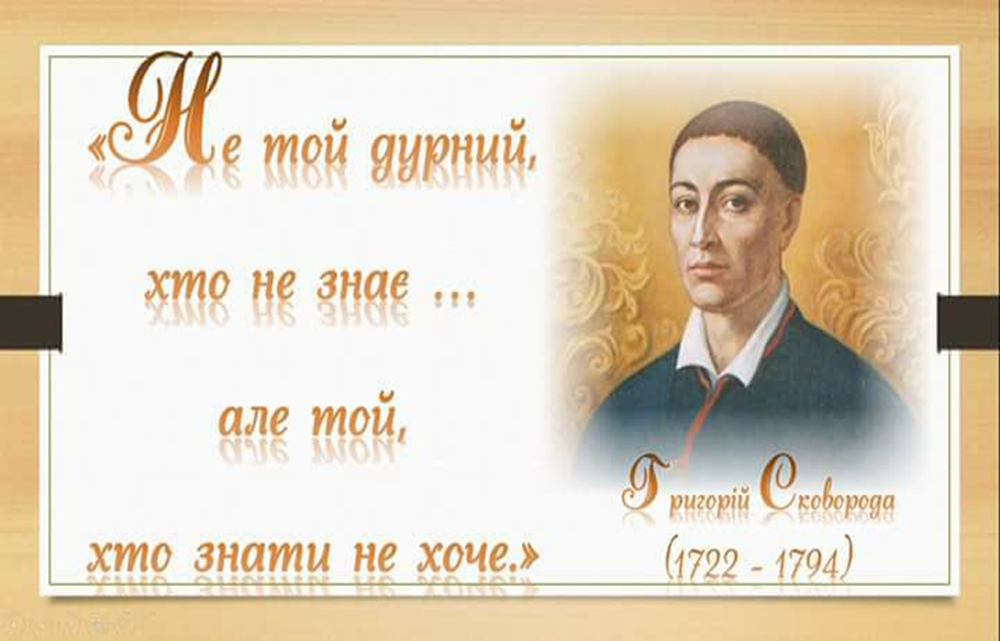 «Не той дурний,
хто не знає ...
але той,
хто знати не хоче.»
Григорій Сковорода
(1722 - 1794)